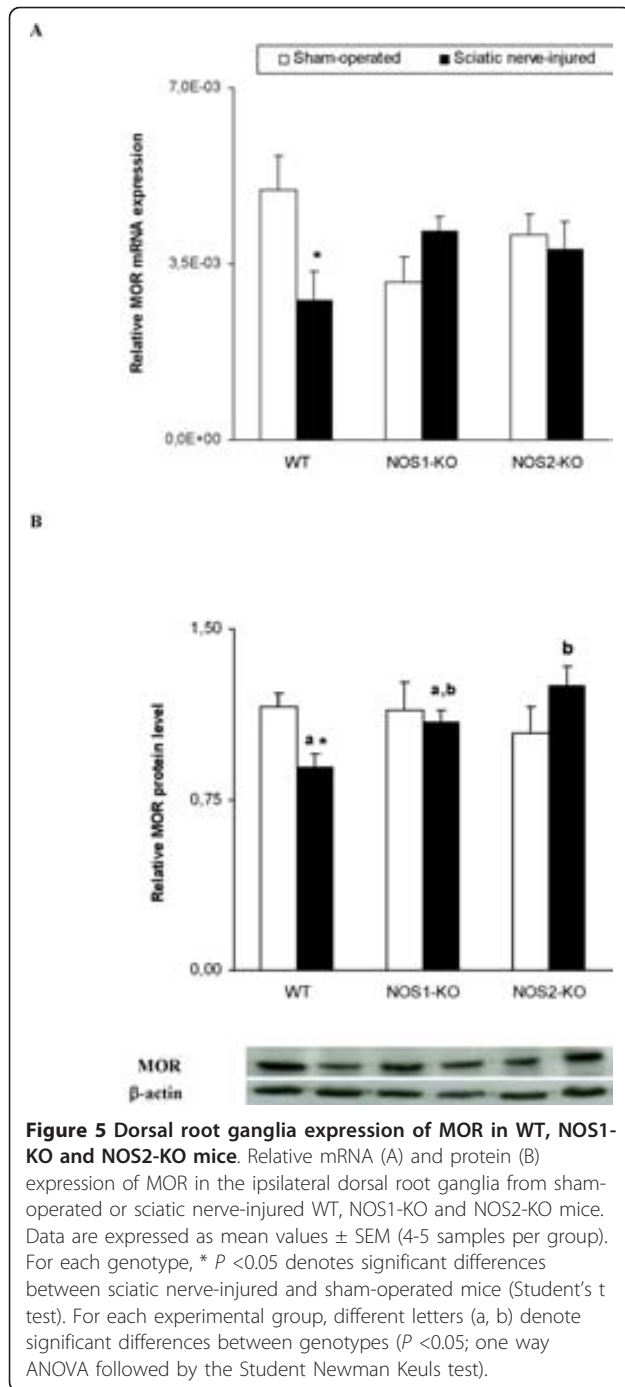 A
□ Sham-operated ■ Sciatic nerve-injured
Relative MOR mRNA expression
7,0E-03
3,5E-03
0,0E+00
*
WT NOS1-KO NOS2-KO
B
Relative MOR protein level
1,50
0,75
0,00
a *
a,b
b
WT NOS1-KO NOS2-KO
MOR
β-actin
Figure 5 Dorsal root ganglia expression of MOR in WT, NOS1-
KO and NOS2-KO mice. Relative mRNA (A) and protein (B)
expression of MOR in the ipsilateral dorsal root ganglia from sham-
operated or sciatic nerve-injured WT, NOS1-KO and NOS2-KO mice.
Data are expressed as mean values ± SEM (4-5 samples per group).
For each genotype, * P <0.05 denotes significant differences
between sciatic nerve-injured and sham-operated mice (Student's t
test). For each experimental group, different letters (a, b) denote
significant differences between genotypes (P <0.05; one way
ANOVA followed by the Student Newman Keuls test).